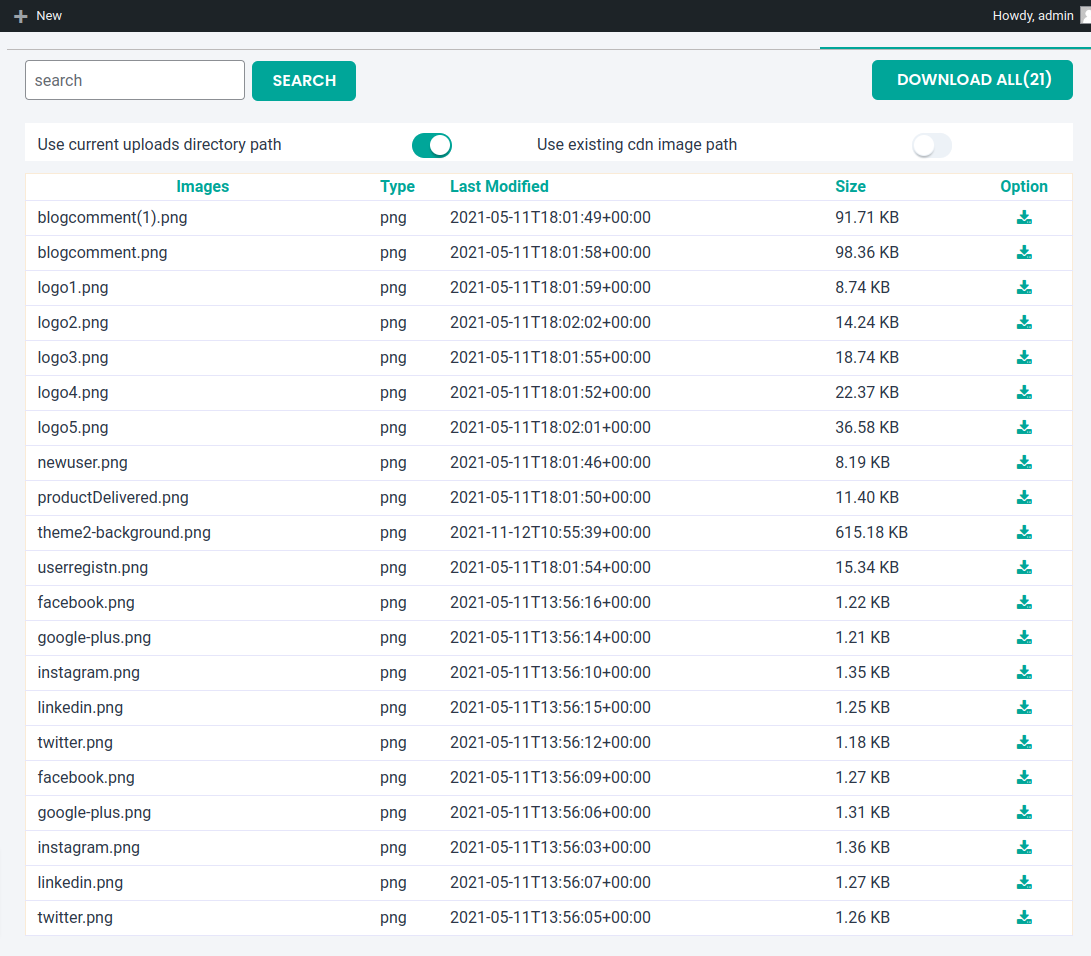 New Howdy, admin
search SEARCH DOWNLOAD ALL(21)
Use current uploads directory path Use existing cdn image path
Images Type Last Modified Size Option
blogcomment(1).png png 2021-05-11T18:01:49+00:00 91.71 KB
blogcomment.png png 2021-05-11T18:01:58+00:00 98.36 KB
logo1.png png 2021-05-11T18:01:59+00:00 8.74 KB
logo2.png png 2021-05-11T18:02:02+00:00 14.24 KB
logo3.png png 2021-05-11T18:01:55+00:00 18.74 KB
logo4.png png 2021-05-11T18:01:52+00:00 22.37 KB
logo5.png png 2021-05-11T18:02:01+00:00 36.58 KB
newuser.png png 2021-05-11T18:01:46+00:00 8.19 KB
productDelivered.png png 2021-05-11T18:01:50+00:00 11.40 KB
theme2-background.png png 2021-11-12T10:55:39+00:00 615.18 KB
userregistn.png png 2021-05-11T18:01:54+00:00 15.34 KB
facebook.png png 2021-05-11T13:56:16+00:00 1.22 KB
google-plus.png png 2021-05-11T13:56:14+00:00 1.21 KB
instagram.png png 2021-05-11T13:56:10+00:00 1.35 KB
linkedin.png png 2021-05-11T13:56:15+00:00 1.25 KB
twitter.png png 2021-05-11T13:56:12+00:00 1.18 KB
facebook.png png 2021-05-11T13:56:09+00:00 1.27 KB
google-plus.png png 2021-05-11T13:56:06+00:00 1.31 KB
instagram.png png 2021-05-11T13:56:03+00:00 1.36 KB
linkedin.png png 2021-05-11T13:56:07+00:00 1.27 KB
twitter.png png 2021-05-11T13:56:05+00:00 1.26 KB